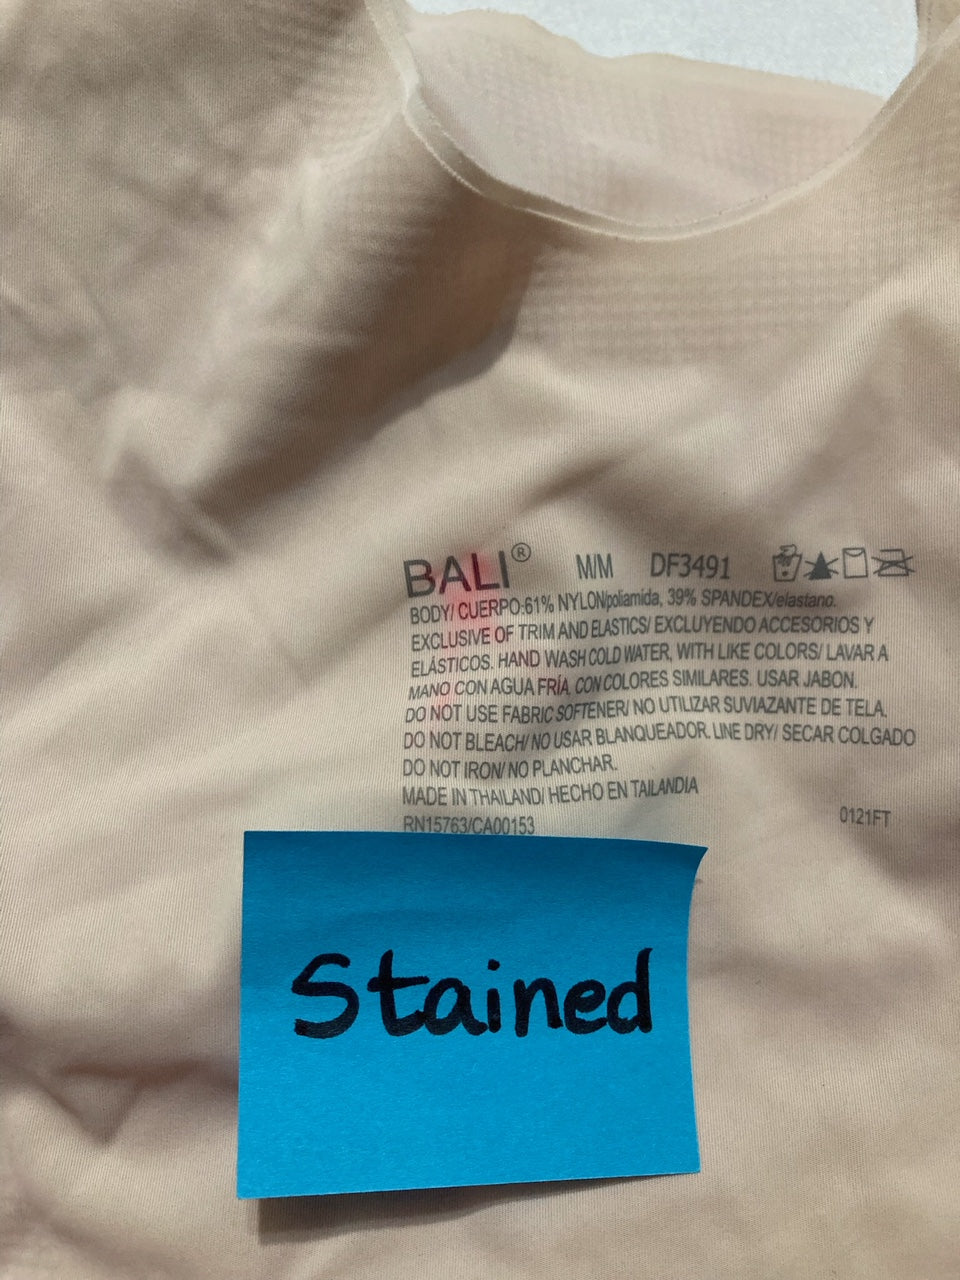 BALI® M/M DF3491
BODY/ CUERPO:61% NYLON/poliamida, 39% SPANDEX/elastano.
EXCLUSIVE OF TRIM AND ELASTICS/ EXCLUYENDO ACCESORIOS Y
ELÁSTICOS. HAND WASH COLD WATER, WITH LIKE COLORS/ LAVAR A
MANO CON AGUA FRÍA CON COLORES SIMILARES. USAR JABON.
DO NOT USE FABRIC SOFTENER/ NO UTILIZAR SUVIAZANTE DE TELA.
DO NOT BLEACH/ NO USAR BLANQUEADOR. LINE DRY/ SECAR COLGADO
DO NOT IRON/ NO PLANCHAR.
MADE IN THAILAND/ HECHO EN TAILANDIA
RN15763/CA00153 0121FT
Stained